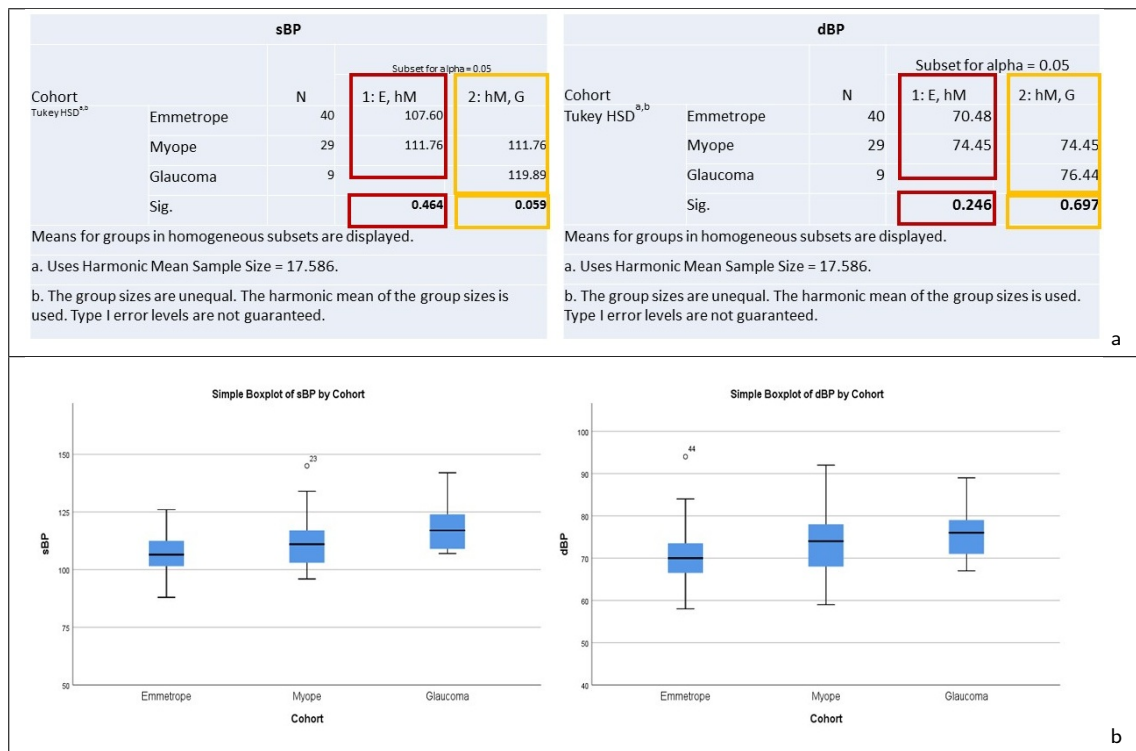 sBP
Subset for alpha = 0.05
Cohort N 1: E, hM 2: hM, G
Tukey HSDa,b Emmetrope 40 107.60
Myope 29 111.76 111.76
Glaucoma 9 119.89
Sig. 0.464 0.059
Means for groups in homogeneous subsets are displayed.
a. Uses Harmonic Mean Sample Size = 17.586.
b. The group sizes are unequal. The harmonic mean of the group sizes is
used. Type I error levels are not guaranteed.
dBP
Subset for alpha = 0.05
Cohort N 1: E, hM 2: hM, G
Tukey HSDa,b Emmetrope 40 70.48
Myope 29 74.45 74.45
Glaucoma 9 76.44
Sig. 0.246 0.697
Means for groups in homogeneous subsets are displayed.
a. Uses Harmonic Mean Sample Size = 17.586.
b. The group sizes are unequal. The harmonic mean of the group sizes is used.
Type I error levels are not guaranteed.
a
Simple Boxplot of sBP by Cohort
150
125
100
75
50
sBP
23
Emmetrope Myope Glaucoma
Cohort
Simple Boxplot of dBP by Cohort
100
90
80
70
60
50
40
dBP
44
Emmetrope Myope Glaucoma
Cohort
b